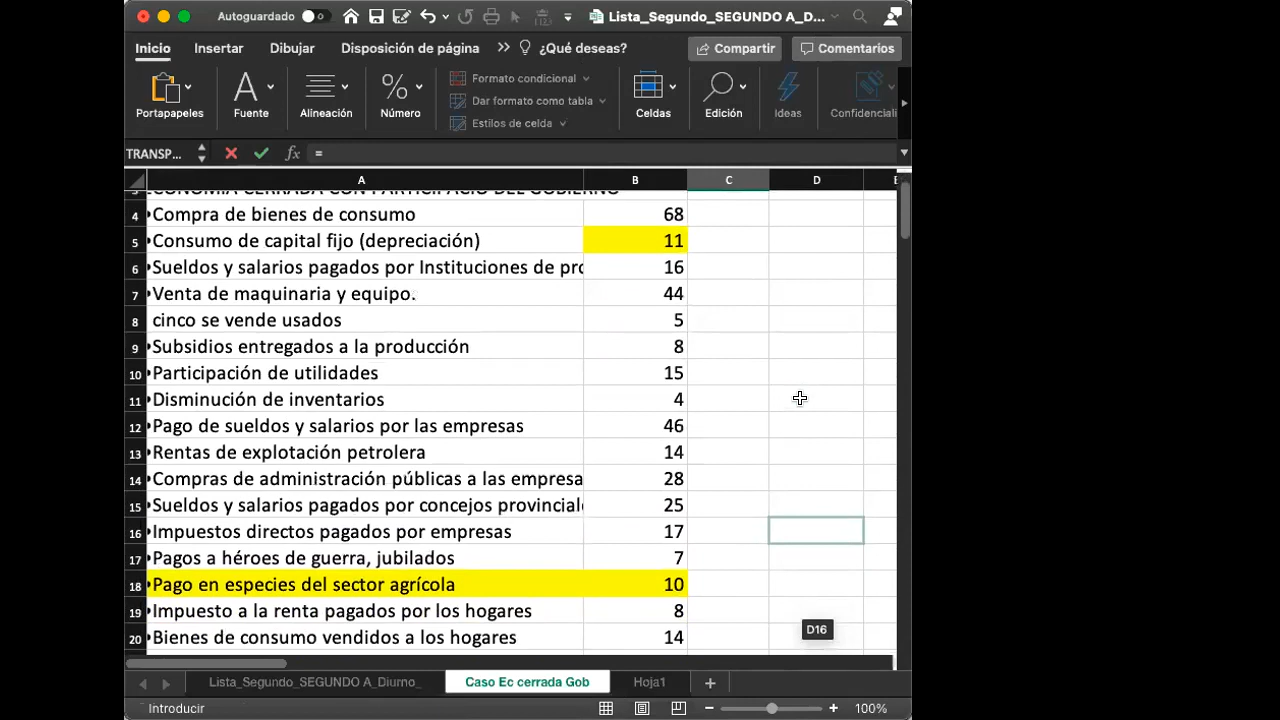 Autoguardado
Lista_Segundo_SEGUNDO A_D...
Inicio Insertar Dibujar Disposición de página >> ¿Qué deseas? Compartir Comentarios
Portapapeles Fuente Alineación Número Formato condicional Celdas Edición Ideas Confidenciali
Dar formato como tabla
Estilos de celda
TRANSP... fx =
A B C D E
3 ECONOMIA CERRADA CON PARTICIPACIO DEL GOBIERNO
4 •Compra de bienes de consumo 68
5 •Consumo de capital fijo (depreciación) 11
6 •Sueldos y salarios pagados por Instituciones de pro 16
7 •Venta de maquinaria y equipo. 44
8 cinco se vende usados 5
9 •Subsidios entregados a la producción 8
10 •Participación de utilidades 15
11 •Disminución de inventarios 4
12 •Pago de sueldos y salarios por las empresas 46
13 •Rentas de explotación petrolera 14
14 •Compras de administración públicas a las empresa 28
15 •Sueldos y salarios pagados por concejos provinciale 25
16 •Impuestos directos pagados por empresas 17
17 •Pagos a héroes de guerra, jubilados 7
18 •Pago en especies del sector agrícola 10
19 •Impuesto a la renta pagados por los hogares 8
20 •Bienes de consumo vendidos a los hogares 14
D16
Lista_Segundo_SEGUNDO A_Diurno_ Caso Ec cerrada Gob Hoja1 +
Introducir 100%